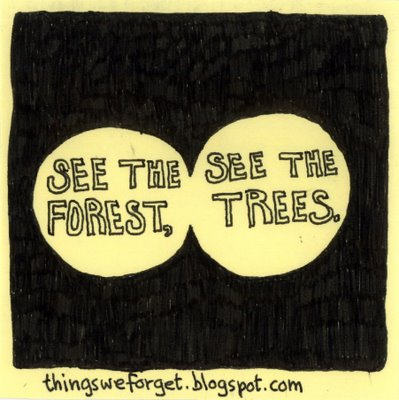 SEE THE
FOREST,
SEE THE
TREES.
thingsweforget.blogspot.com